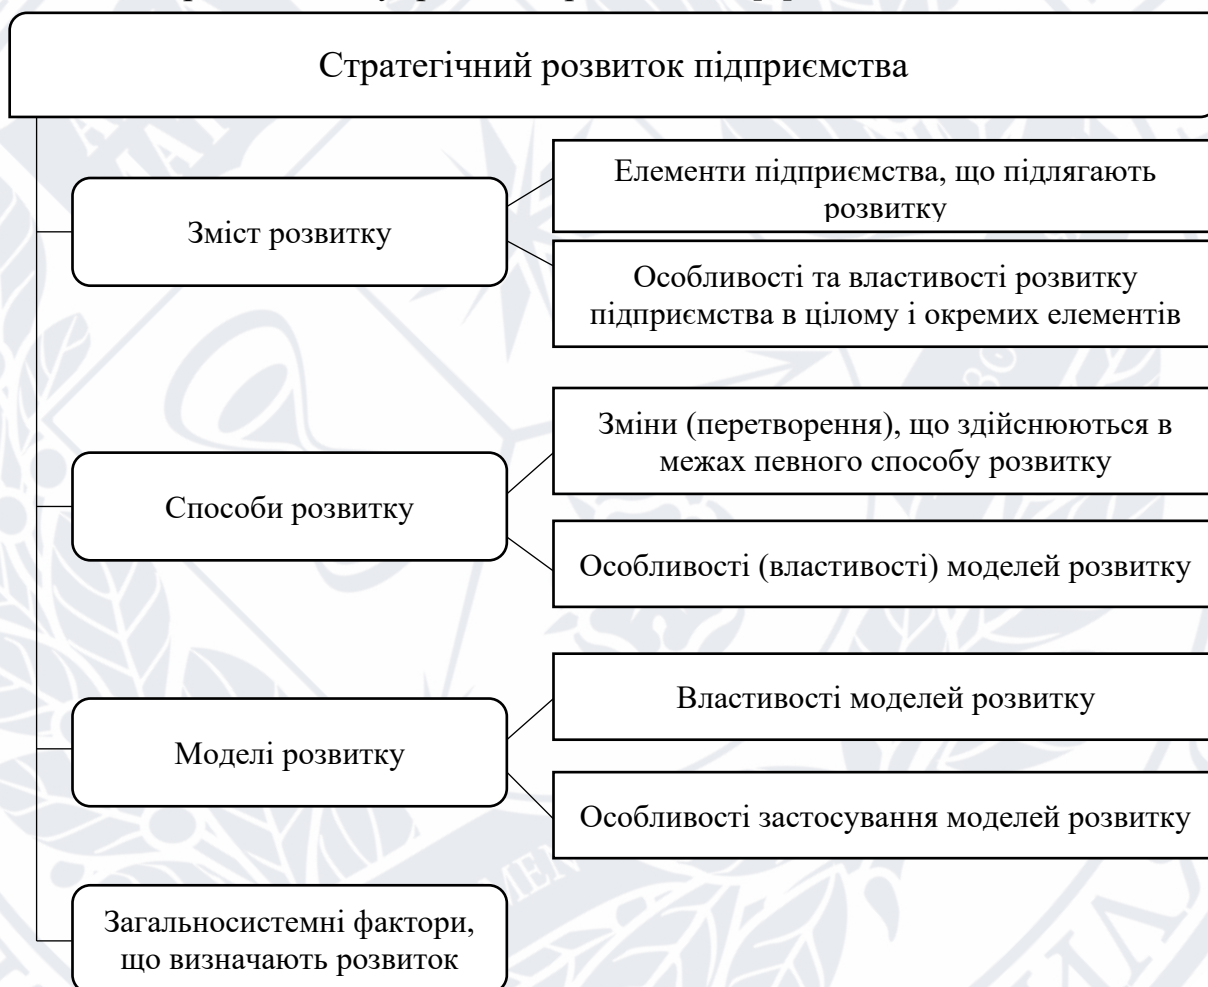 Стратегічний розвиток підприємства
Елементи підприємства, що підлягають
розвитку
Зміст розвитку
Особливості та властивості розвитку
підприємства в цілому і окремих елементів
Зміни (перетворення), що здійснюються в
межах певного способу розвитку
Способи розвитку
Особливості (властивості) моделей розвитку
Властивості моделей розвитку
Моделі розвитку
Особливості застосування моделей розвитку
Загальносистемні фактори,
що визначають розвиток